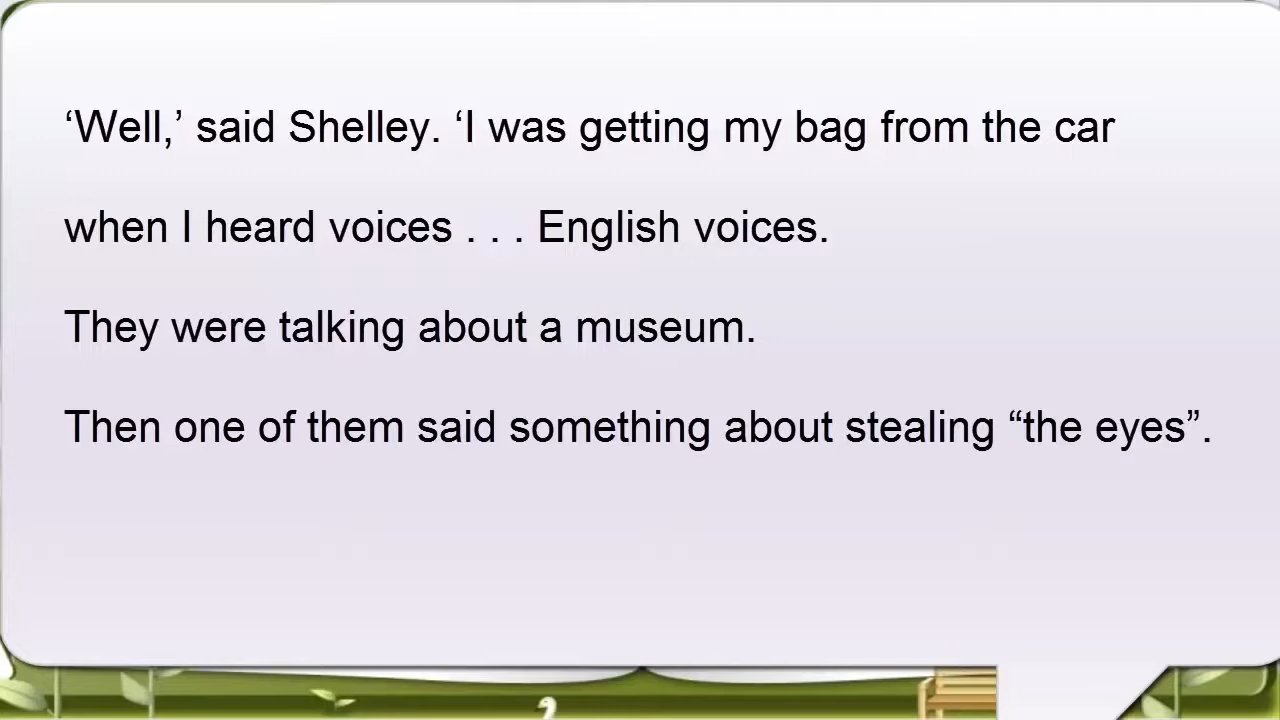 ‘Well,’ said Shelley. ‘I was getting my bag from the car
when I heard voices . . . English voices.
They were talking about a museum.
Then one of them said something about stealing “the eyes”.